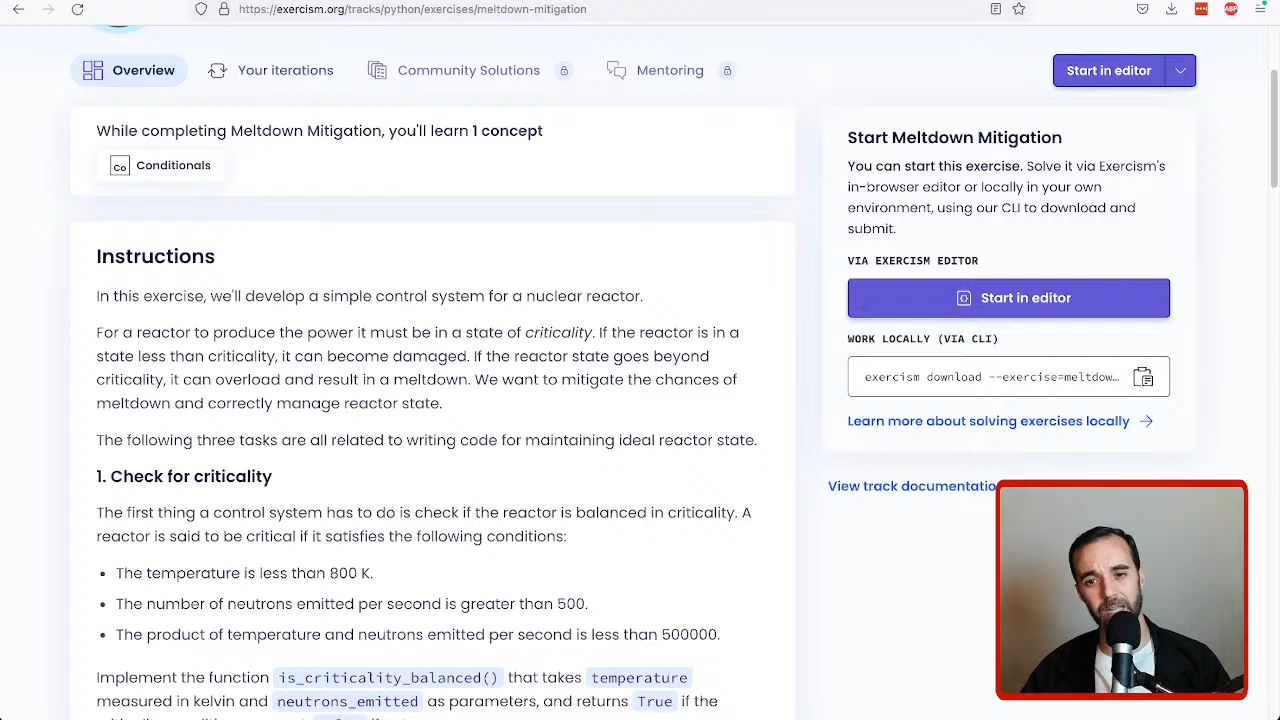 https://exercism.org/tracks/python/exercises/meltdown-mitigation
ABP
Overview
Your iterations
Community Solutions
Mentoring
Start in editor
While completing Meltdown Mitigation, you'll learn 1 concept
Co Conditionals
Instructions
In this exercise, we'll develop a simple control system for a nuclear reactor.
For a reactor to produce the power it must be in a state of criticality. If the reactor is in a
state less than criticality, it can become damaged. If the reactor state goes beyond
criticality, it can overload and result in a meltdown. We want to mitigate the chances of
meltdown and correctly manage reactor state.
The following three tasks are all related to writing code for maintaining ideal reactor state.
1. Check for criticality
The first thing a control system has to do is check if the reactor is balanced in criticality. A
reactor is said to be critical if it satisfies the following conditions:
• The temperature is less than 800 K.
• The number of neutrons emitted per second is greater than 500.
• The product of temperature and neutrons emitted per second is less than 500000.
Implement the function is_criticality_balanced() that takes temperature
measured in kelvin and neutrons_emitted as parameters and returns True if the
Start Meltdown Mitigation
You can start this exercise. Solve it via Exercism's
in-browser editor or locally in your own
environment, using our CLI to download and
submit.
VIA EXERCISM EDITOR
Start in editor
WORK LOCALLY (VIA CLI)
exercism download --exercise=meltdow…
Learn more about solving exercises locally
View track documentatio